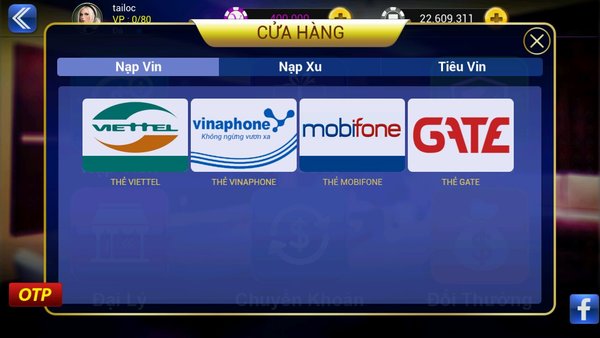 tailoc
VP : 0/80
400.000
22 609 311
CỬA HÀNG
Nạp Vin
Nạp Xu
Tiêu Vin
VIETTEL
vinaphone
Không ngừng vươn xa
mobifone
GATE
THẺ VIETTEL
THẺ VINAPHONE
THẺ MOBIFONE
THẺ GATE
OTP
Đại Lý
Chuyển Khoản
Đổi Thưởng
f